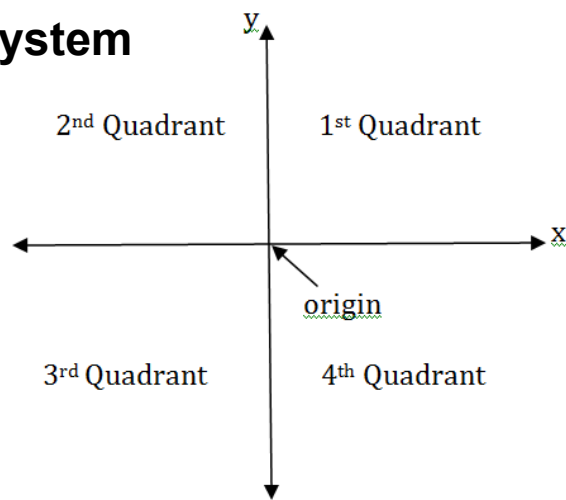 ystem
y
2nd Quadrant 1st Quadrant
x
origin
3rd Quadrant 4th Quadrant